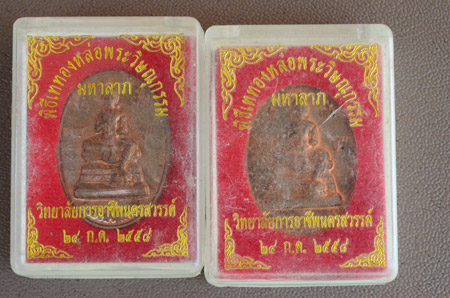 พิธีเททองหล่อพระวิษณุกรรม
มหาลาภ
วิทยาลัยการอาชีพนครสวรรค์
๒๔ ก.ค. ๒๕๕๘
พิธีเททองหล่อพระวิษณุกรรม
มหาลาภ
วิทยาลัยการอาชีพนครสวรรค์
๒๔ ก.ค. ๒๕๕๘